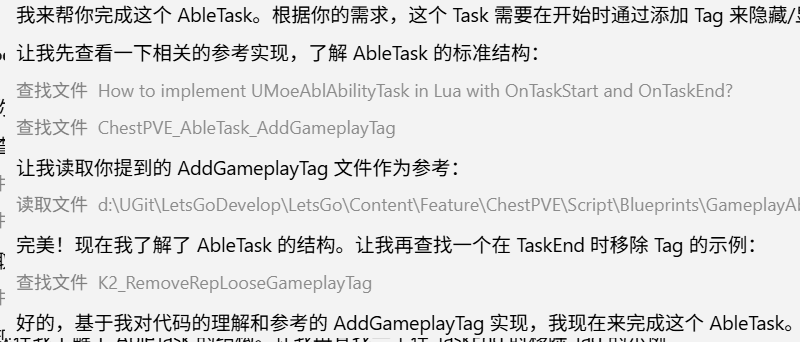 我来帮你完成这个 AbleTask。根据你的需求，这个 Task 需要在开始时通过添加 Tag 来隐藏/
让我先查看一下相关的参考实现，了解 AbleTask 的标准结构：
查找文件 How to implement UMoeAblAbilityTask in Lua with OnTaskStart and OnTaskEnd?
查找文件 ChestPVE_AbleTask_AddGameplayTag
让我读取你提到的 AddGameplayTag 文件作为参考：
读取文件 d:\UGit\LetsGoDevelop\LetsGo\Content\Feature\ChestPVE\Script\Blueprints\GameplayAb
完美！现在我了解了 AbleTask 的结构。让我再查找一个在 TaskEnd 时移除 Tag 的示例：
查找文件 K2_RemoveRepLooseGameplayTag
好的，基于我对代码的理解和参考的 AddGameplayTag 实现，我现在来完成这个 AbleTask。